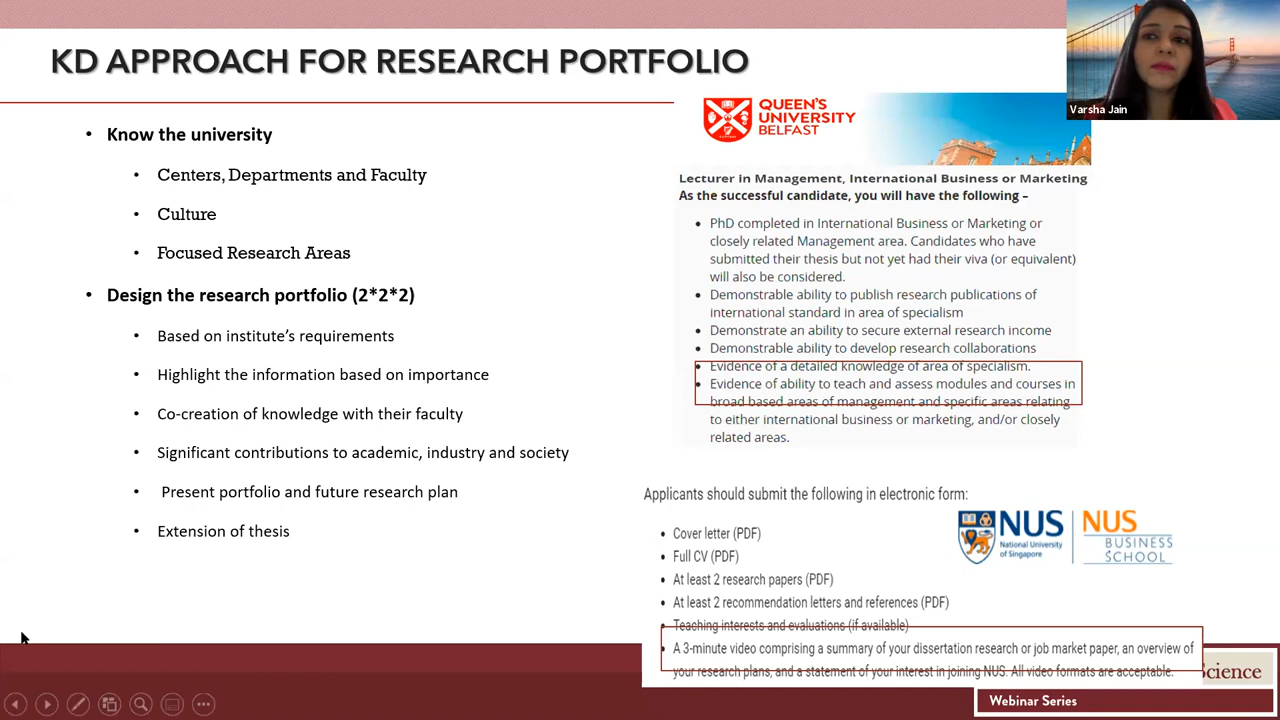 KD APPROACH FOR RESEARCH PORTFOLIO
Varsha Jain
• Know the university
• Centers, Departments and Faculty
• Culture
• Focused Research Areas
• Design the research portfolio (2*2*2)
• Based on institute's requirements
• Highlight the information based on importance
• Co-creation of knowledge with their faculty
• Significant contributions to academic, industry and society
• Present portfolio and future research plan
• Extension of thesis
QUEEN'S
UNIVERSITY
BELFAST
Lecturer in Management, International Business or Marketing
As the successful candidate, you will have the following –
• PhD completed in International Business or Marketing or
closely related Management area. Candidates who have
submitted their thesis but not yet had their viva (or equivalent)
will also be considered.
• Demonstrable ability to publish research publications of
international standard in area of specialism
• Demonstrate an ability to secure external research income
• Demonstrable ability to develop research collaborations
• Evidence of a detailed knowledge of area of specialism.
• Evidence of ability to teach and assess modules and courses in
broad based areas of management and specific areas relating
to either international business or marketing, and/or closely
related areas.
Applicants should submit the following in electronic form:
• Cover letter (PDF)
• Full CV (PDF)
• At least 2 research papers (PDF)
• At least 2 recommendation letters and references (PDF)
• Teaching interests and evaluations (if available)
• A 3-minute video comprising a summary of your dissertation research or job market paper, an overview of
your research plans, and a statement of your interest in joining NUS. All video formats are acceptable.
NUS
National University
of Singapore
NUS
BUSINESS
SCHOOL
Science
Webinar Series